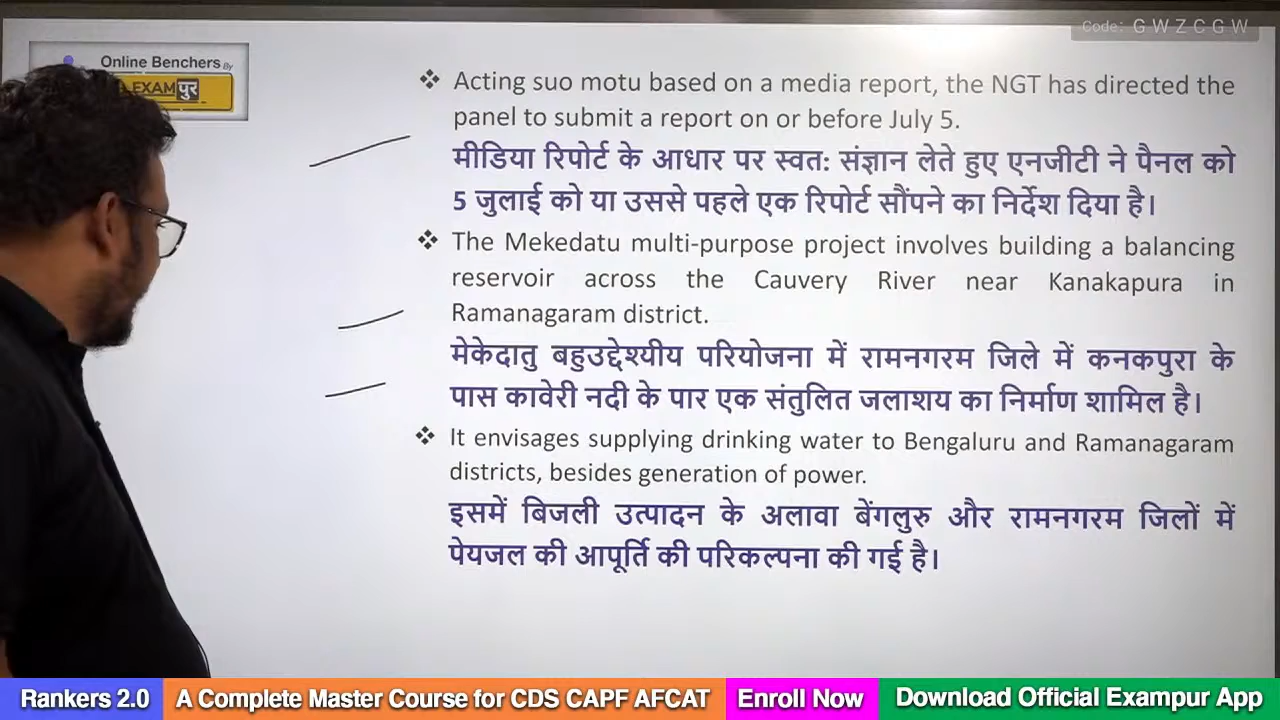 Code: G W Z C G W
Online Benchers By
EXAMपुर
❖ Acting suo motu based on a media report, the NGT has directed the
panel to submit a report on or before July 5.
मीडिया रिपोर्ट के आधार पर स्वत: संज्ञान लेते हुए एनजीटी ने पैनल को
5 जुलाई को या उससे पहले एक रिपोर्ट सौंपने का निर्देश दिया है।
❖ The Mekedatu multi-purpose project involves building a balancing
reservoir across the Cauvery River near Kanakapura in
Ramanagaram district.
मेकेदातु बहुउद्देश्यीय परियोजना में रामनगरम जिले में कनकपुरा के
पास कावेरी नदी के पार एक संतुलित जलाशय का निर्माण शामिल है।
❖ It envisages supplying drinking water to Bengaluru and Ramanagaram
districts, besides generation of power.
इसमें बिजली उत्पादन के अलावा बेंगलुरु और रामनगरम जिलों में
पेयजल की आपूर्ति की परिकल्पना की गई है।
Rankers 2.0 A Complete Master Course for CDS CAPF AFCAT Enroll Now Download Official Exampur App